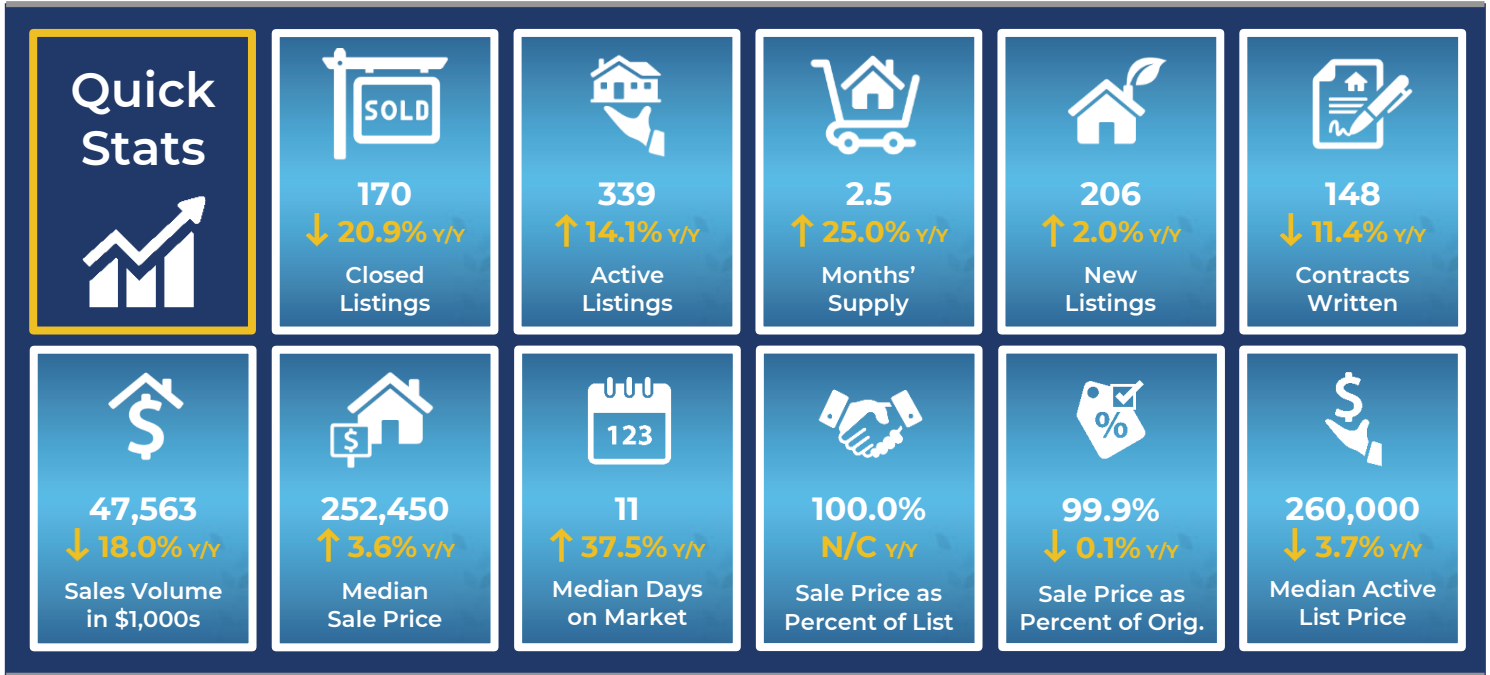 Quick
Stats
SOLD
170
↓ 20.9% Y/Y
Closed
Listings
339
↑ 14.1% Y/Y
Active
Listings
2.5
↑ 25.0% Y/Y
Months’
Supply
206
↑ 2.0% Y/Y
New
Listings
148
↓ 11.4% Y/Y
Contracts
Written
$
47,563
↓ 18.0% Y/Y
Sales Volume
in $1,000s
$
252,450
↑ 3.6% Y/Y
Median
Sale Price
123
11
↑ 37.5% Y/Y
Median Days
on Market
100.0%
N/C Y/Y
Sale Price as
Percent of List
%
99.9%
↓ 0.1% Y/Y
Sale Price as
Percent of Orig.
$
260,000
↓ 3.7% Y/Y
Median Active
List Price